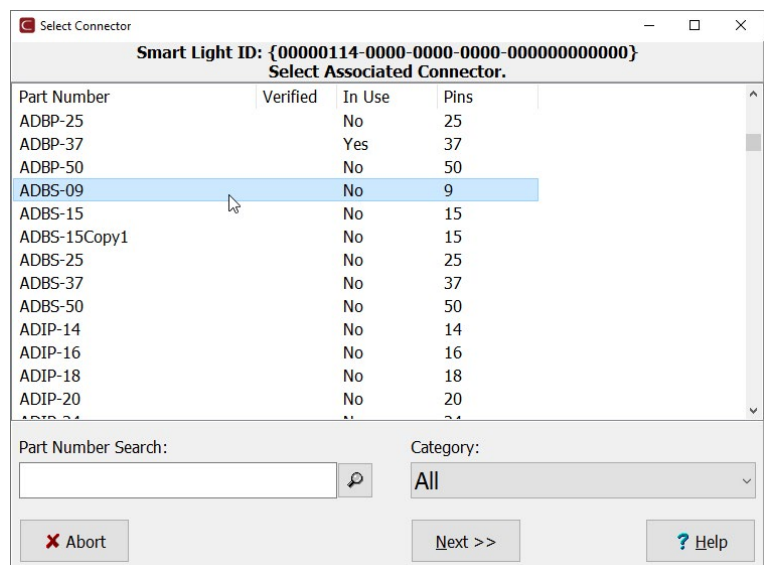 Select Connector
Smart Light ID: {00000114-0000-0000-0000-000000000000}
Select Associated Connector.
Part Number Verified In Use Pins
ADBP-25 No 25
ADBP-37 Yes 37
ADBP-50 No 50
ADBS-09 No 9
ADBS-15 No 15
ADBS-15Copy1 No 15
ADBS-25 No 25
ADBS-37 No 37
ADBS-50 No 50
ADIP-14 No 14
ADIP-16 No 16
ADIP-18 No 18
ADIP-20 No 20
Part Number Search: Category:
All
Abort Next >> ? Help